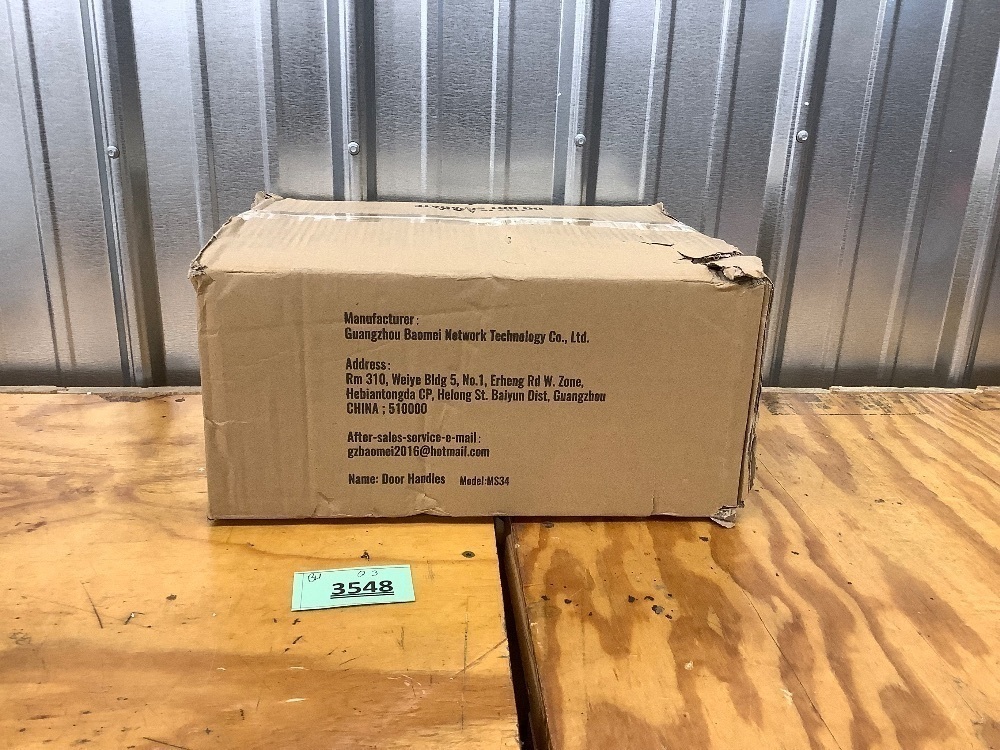 Manufacturer:
Guangzhou Baomei Network Technology Co., Ltd.
Address:
Rm 310, Weiye Bldg 5, No.1, Erheng Rd W. Zone,
Hebiantongda CP, Helong St. Baiyun Dist, Guangzhou
CHINA ; 510000
After-sales-service-e-mail:
gzbaomei2016@hotmail.com
Name: Door Handles Model:MS34
3548